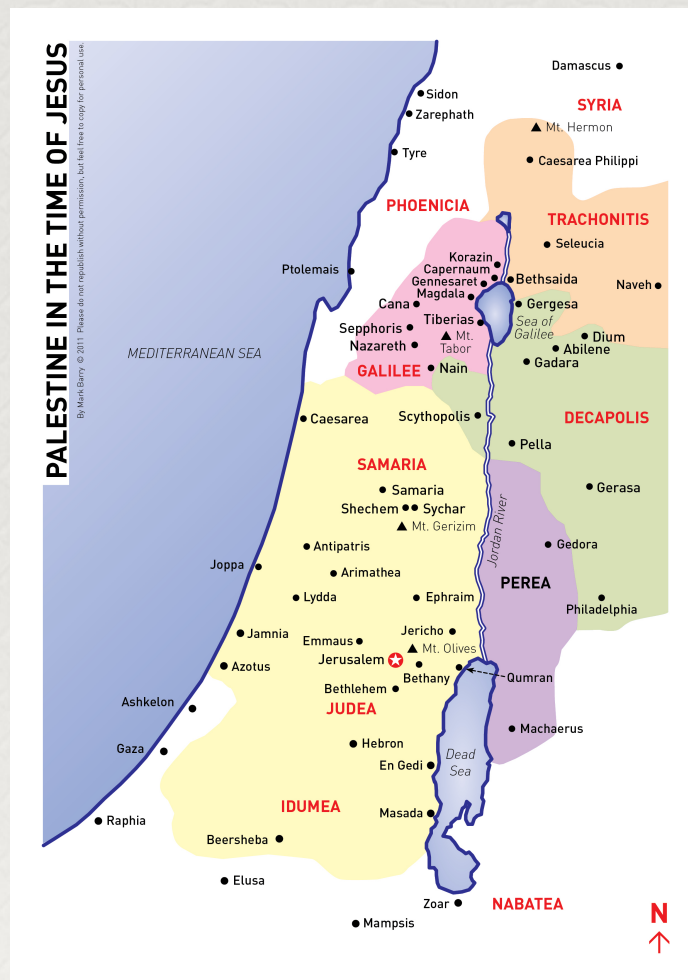 PALESTINE IN THE TIME OF JESUS
By Mark Barry © 2011 Please do not republish without permission, but feel free to copy for personal use.
Damascus
Sidon
SYRIA
Zarephath
Mt. Hermon
Tyre
Caesarea Philippi
PHOENICIA
TRACHONITIS
Seleucia
Korazin
Ptolemais
Capernaum
Gennesaret
Bethsaida
Naveh
Magdala
Cana
Gergesa
Tiberias
Sea of
Galilee
Sepphoris
Mt.
Tabor
Dium
Nazareth
Abilene
MEDITERRANEAN SEA
Gadara
GALILEE
Nain
Caesarea
Scythopolis
DECAPOLIS
Pella
SAMARIA
Samaria
Gerasa
Shechem
Sychar
Mt. Gerizim
Jordan River
Antipatris
Gedora
Joppa
Arimathea
PEREA
Lydda
Ephraim
Philadelphia
Jamnia
Jericho
Emmaus
Mt. Olives
Jerusalem
Azotus
Bethany
Qumran
Bethlehem
Ashkelon
JUDEA
Machaerus
Hebron
Gaza
Dead
Sea
En Gedi
IDUMEA
Masada
Raphia
Beersheba
Elusa
Zoar
NABATEA
N
Mampsis